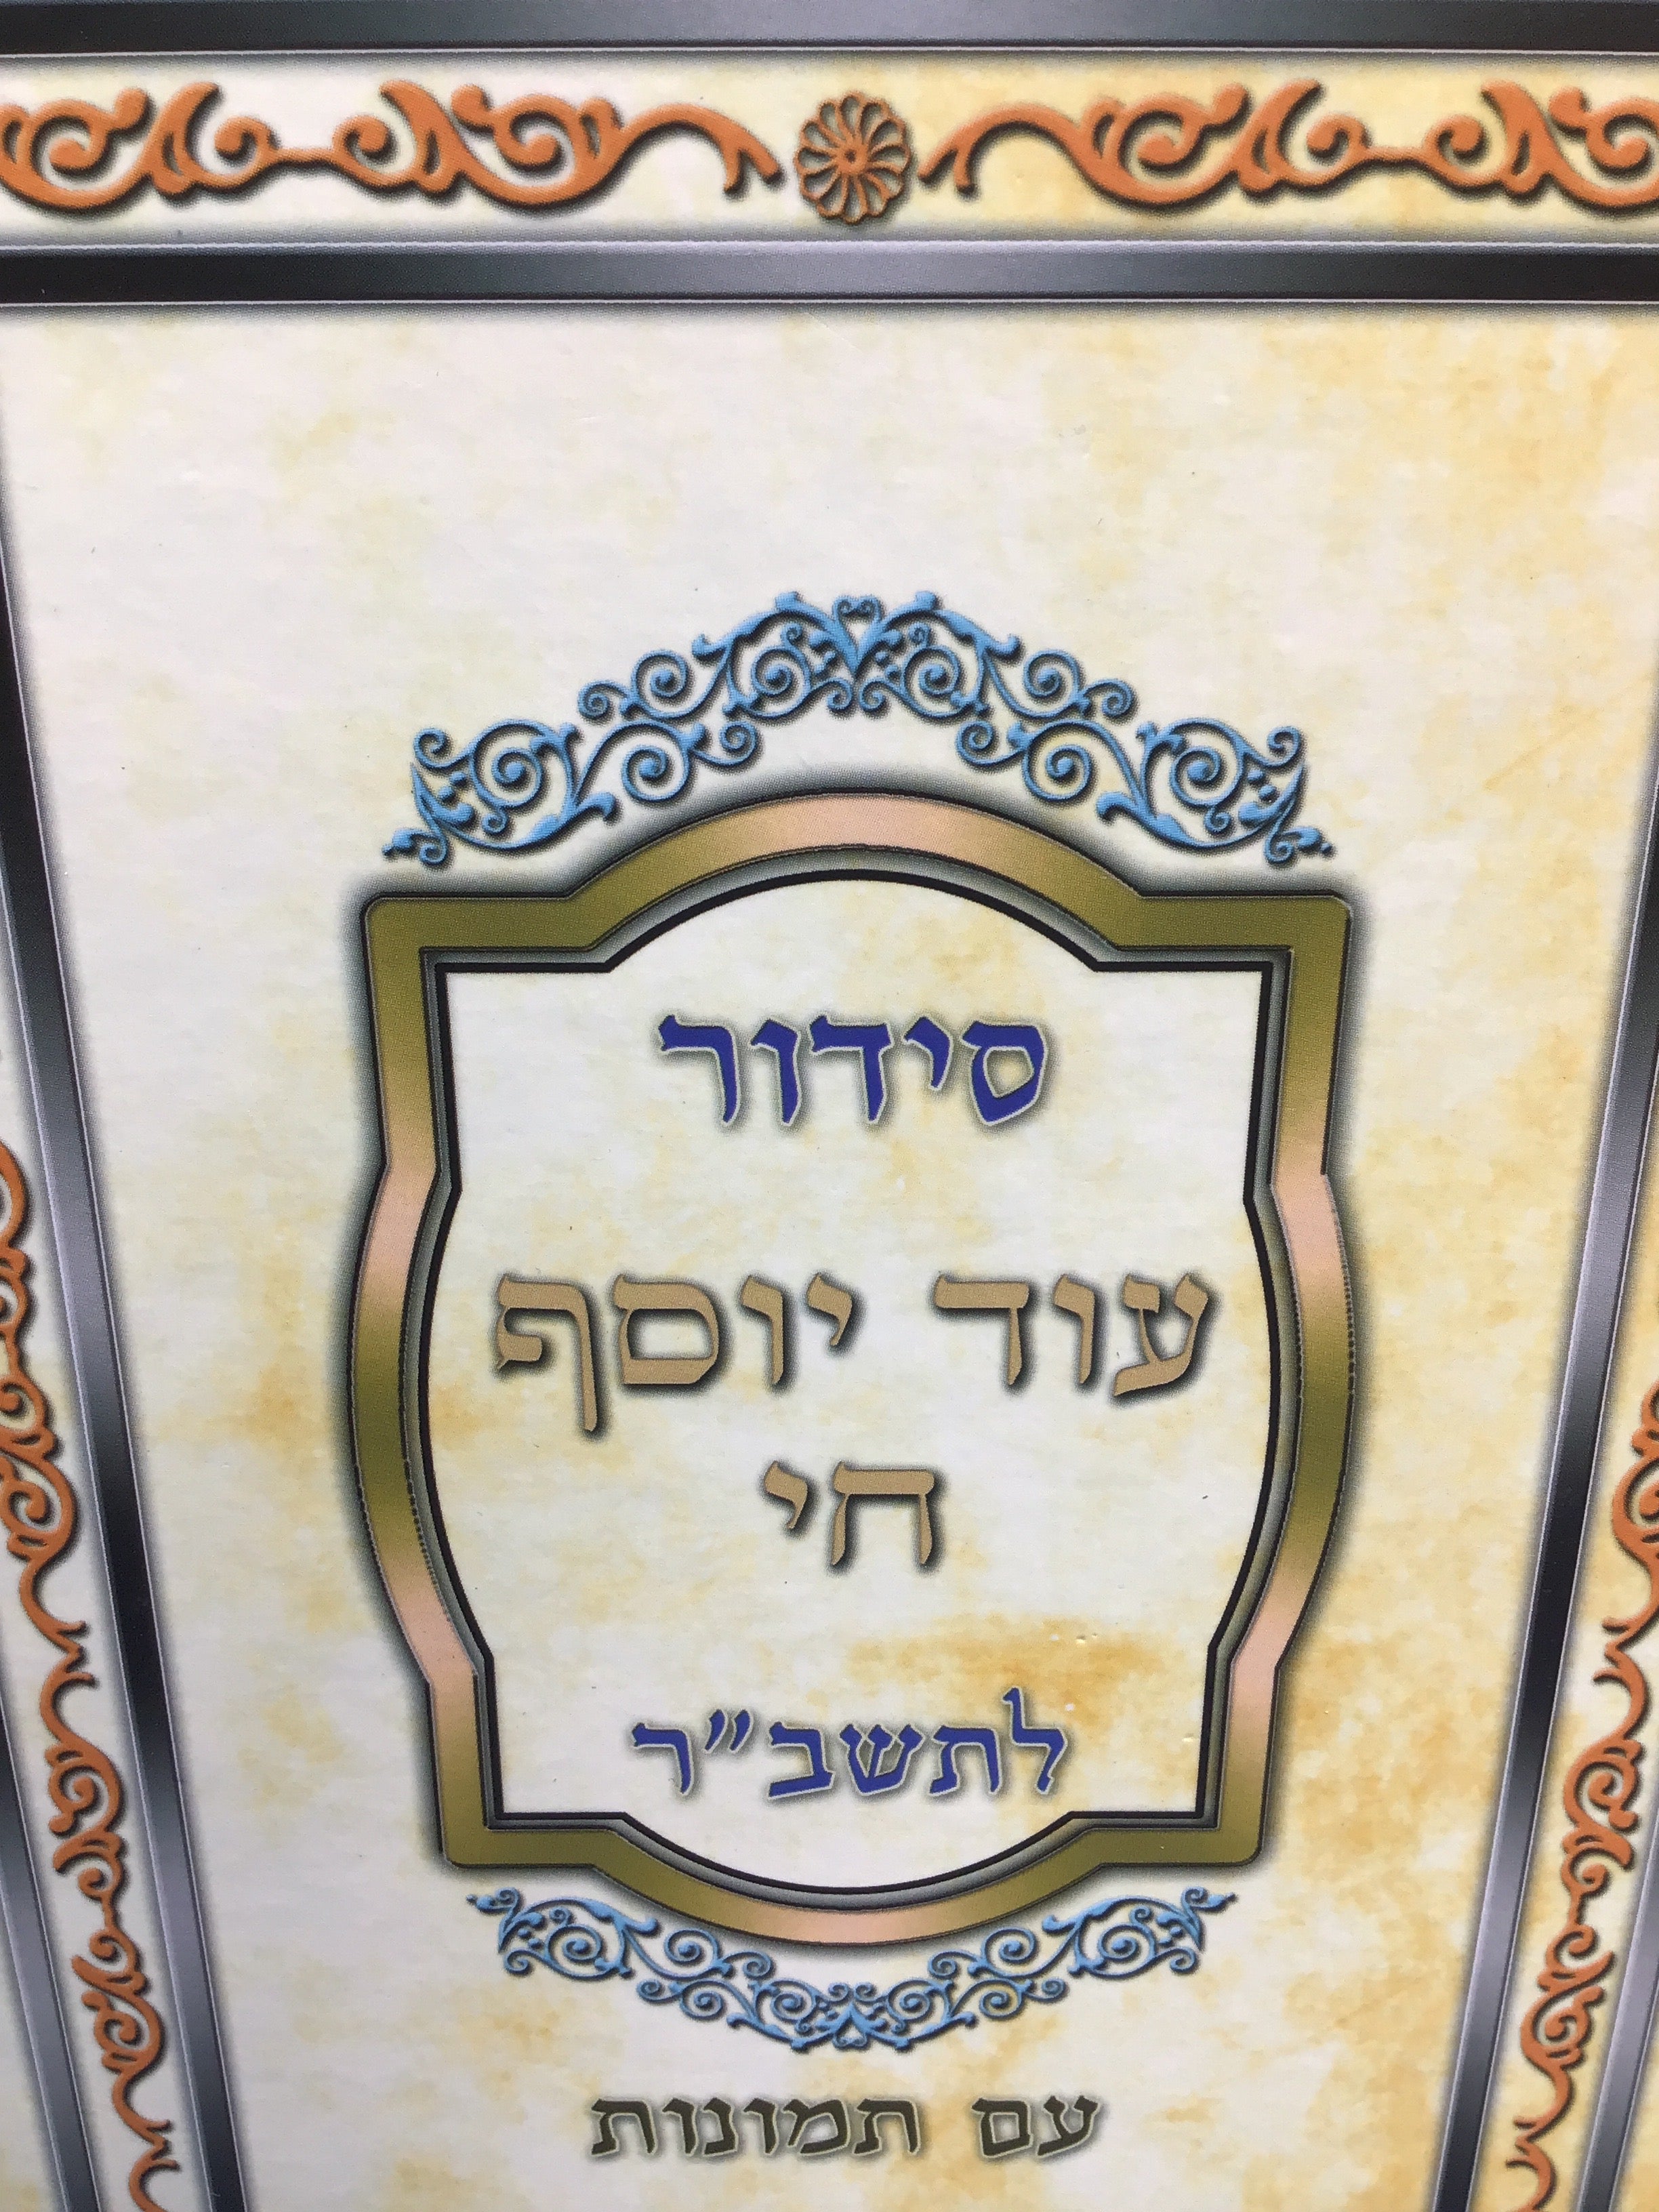 סידור
עוד יוסף
חי
לתשב״ר
עם תמונות